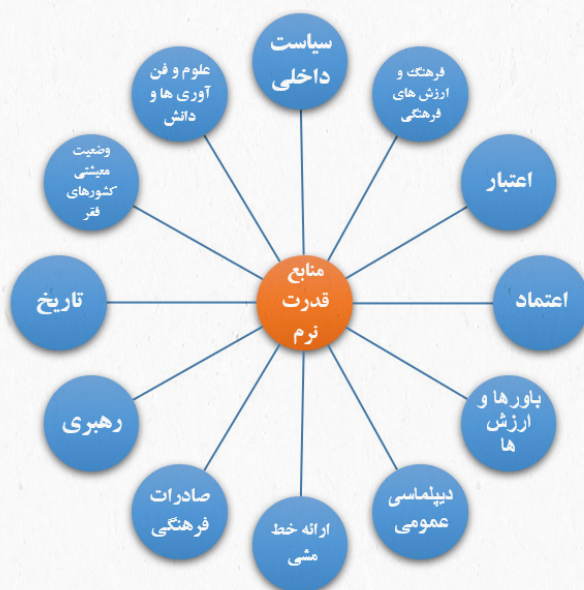 سیاست
داخلی
فرهنگ و
ارزش های
فرهنگی
اعتبار
اعتماد
باورها و
ارزش
ها
دیپلماسی
عمومی
ارائه خط
مشی
صادرات
فرهنگی
رهبری
تاریخ
وضعیت
معیشتی
کشورهای
فقر
علوم و فن
آوری ها و
دانش
منابع
قدرت
نرم